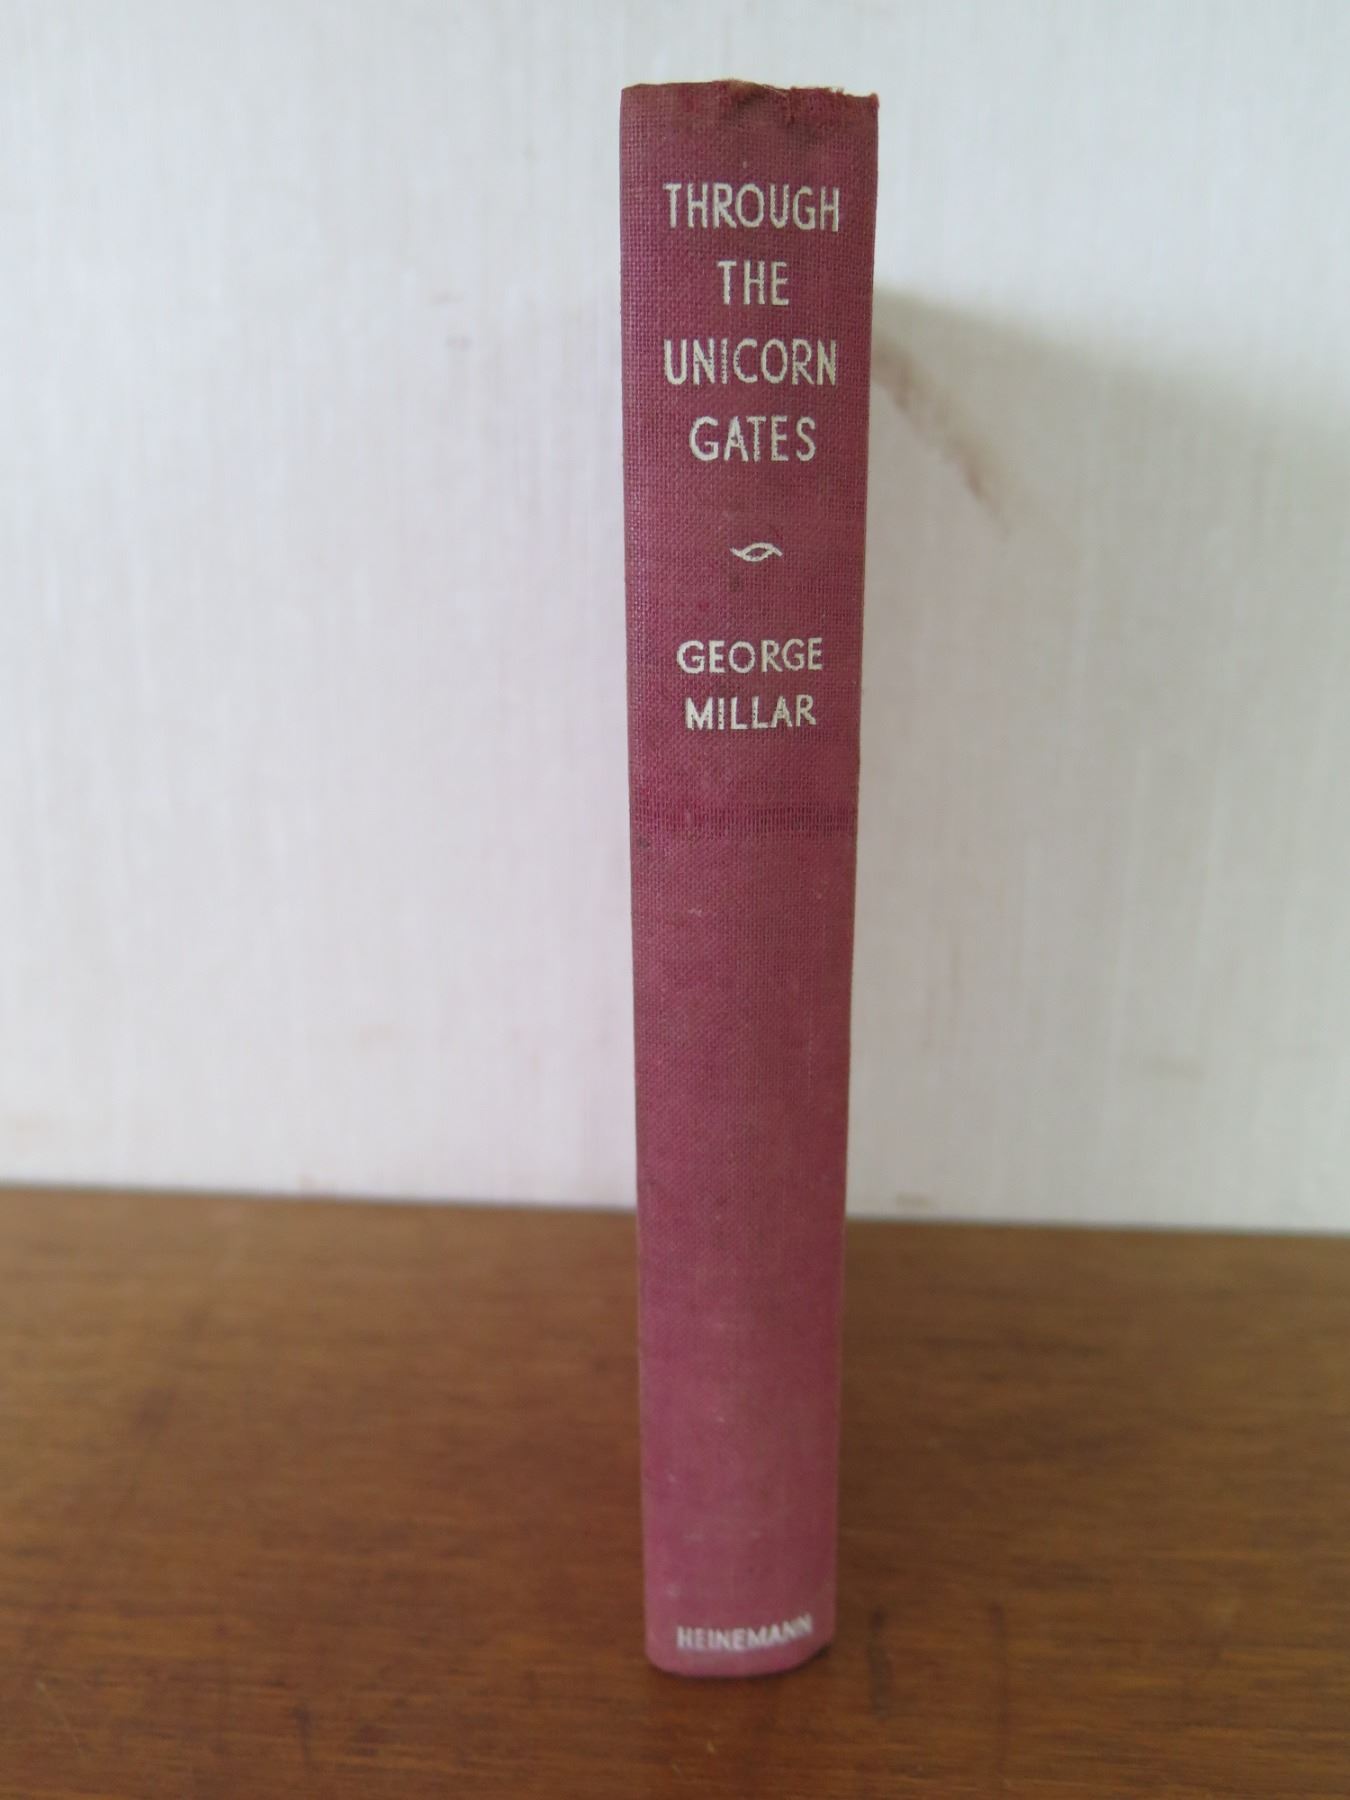 THROUGH
THE
UNICORN
GATES
GEORGE
MILLAR
HEINEMANN